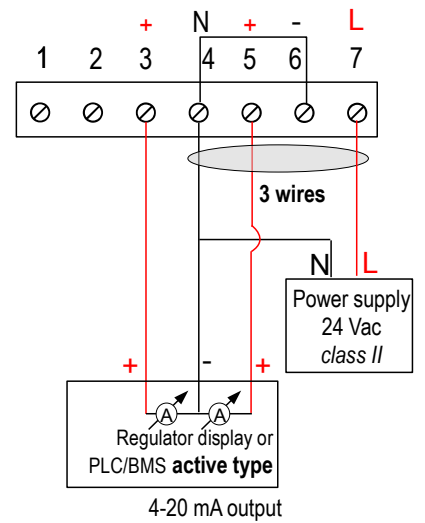 + N + - L
1 2 3 4 5 6 7
3 wires
N L
Power supply
24 Vac
class II
+ - +
A A
Regulator display or
PLC/BMS active type
4-20 mA output